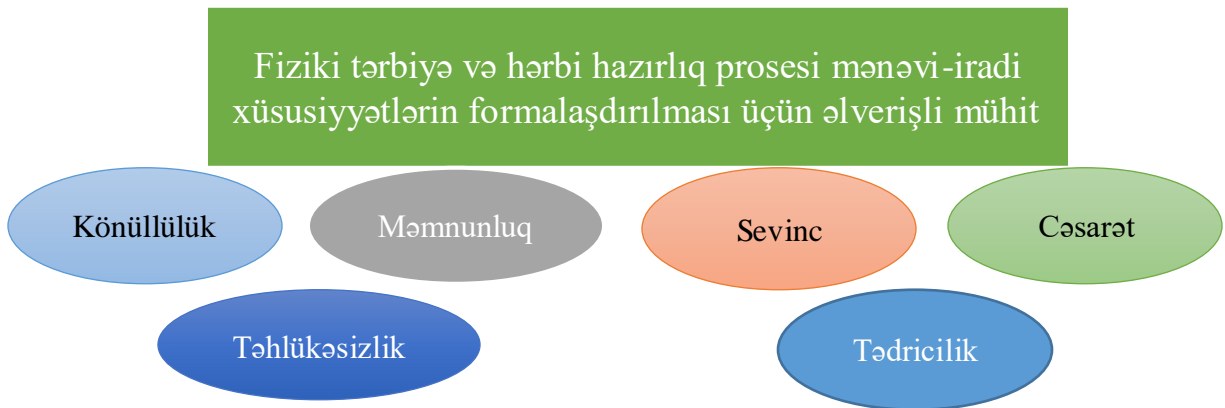 Fiziki tərbiyə və hərbi hazırlıq prosesi mənəvi-iradi
xüsusiyyətlərin formalaşdırılması üçün əlverişli mühit
Könüllülük
Məmnunluq
Sevinc
Cəsarət
Təhlükəsizlik
Tədricilik